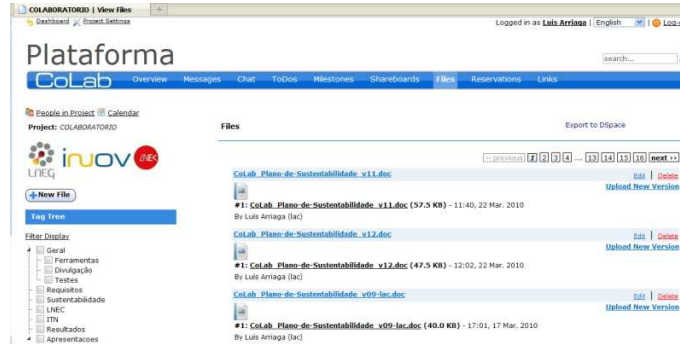 COLABORATORIO | View Files
Dashboard Project Settings
Logged in as Luís Arriaga | English
Plataforma
search...
CoLab Overview Messages Chat ToDos Milestones Shareboards Files Reservations Links
People in Project Calendar
Project: COLABORATORIO
Files
Export to DSpace
LNEG inov LNEC
‹‹ previous 1 2 3 4 ... 13 14 15 16 next ››
New File
CoLab_Plano-de-Sustentabilidade_v11.doc
Edit | Delete
Upload New Version
#1: CoLab_Plano-de-Sustentabilidade_v11.doc (57.5 KB) - 11:40, 22 Mar. 2010
By Luis Arriaga (lac)
Tag Tree
Filter Display
Geral
Ferramentas
Divulgação
Testes
Requisitos
Sustentabilidade
LNEC
ITN
Resultados
Apresentacoes
CoLab_Plano-de-Sustentabilidade_v12.doc
Edit | Delete
Upload New Version
#1: CoLab_Plano-de-Sustentabilidade_v12.doc (47.5 KB) - 12:02, 22 Mar. 2010
By Luis Arriaga (lac)
CoLab_Plano-de-Sustentabilidade_v09-lac.doc
Edit | Delete
Upload New Version
#1: CoLab_Plano-de-Sustentabilidade_v09-lac.doc (40.0 KB) - 17:01, 17 Mar. 2010
By Luis Arriaga (lac)